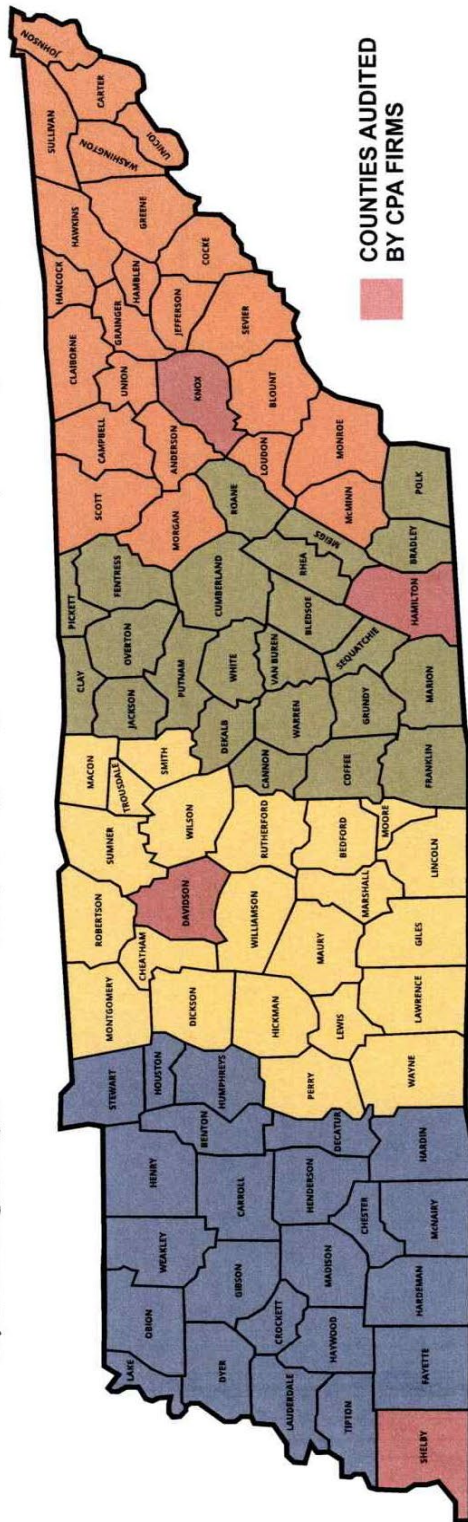 JOHNSON
SULLIVAN
CARTER
WASHINGTON
UNICOI
HAWKINS
GREENE
HANCOCK
HAMBLEN
COCKE
CLAIBORNE
GRAINGER
JEFFERSON
SEVIER
UNION
KNOX
BLOUNT
CAMPBELL
ANDERSON
LOUDON
MONROE
SCOTT
MORGAN
ROANE
McMINN
POLK
FENTRESS
CUMBERLAND
RHEA
MEIGS
BRADLEY
PICKETT
OVERTON
BLEDSOE
HAMILTON
CLAY
PUTNAM
WHITE
VAN BUREN
SEQUATCHIE
JACKSON
DEKALB
WARREN
GRUNDY
MARION
CANNON
COFFEE
FRANKLIN
MACON
TROUSDALE
SMITH
SUMNER
WILSON
RUTHERFORD
BEDFORD
MOORE
LINCOLN
ROBERTSON
DAVIDSON
WILLIAMSON
MARSHALL
CHEATHAM
MAURY
GILES
MONTGOMERY
DICKSON
HICKMAN
LEWIS
LAWRENCE
PERRY
WAYNE
STEWART
HOUSTON
HUMPHREYS
BENTON
DECATUR
HARDIN
HENRY
CARROLL
HENDERSON
CHESTER
McNAIRY
WEAKLEY
GIBSON
MADISON
HARDEMAN
OBION
CROCKETT
HAYWOOD
FAYETTE
LAKE
DYER
LAUDERDALE
TIPTON
SHELBY
COUNTIES AUDITED
BY CPA FIRMS